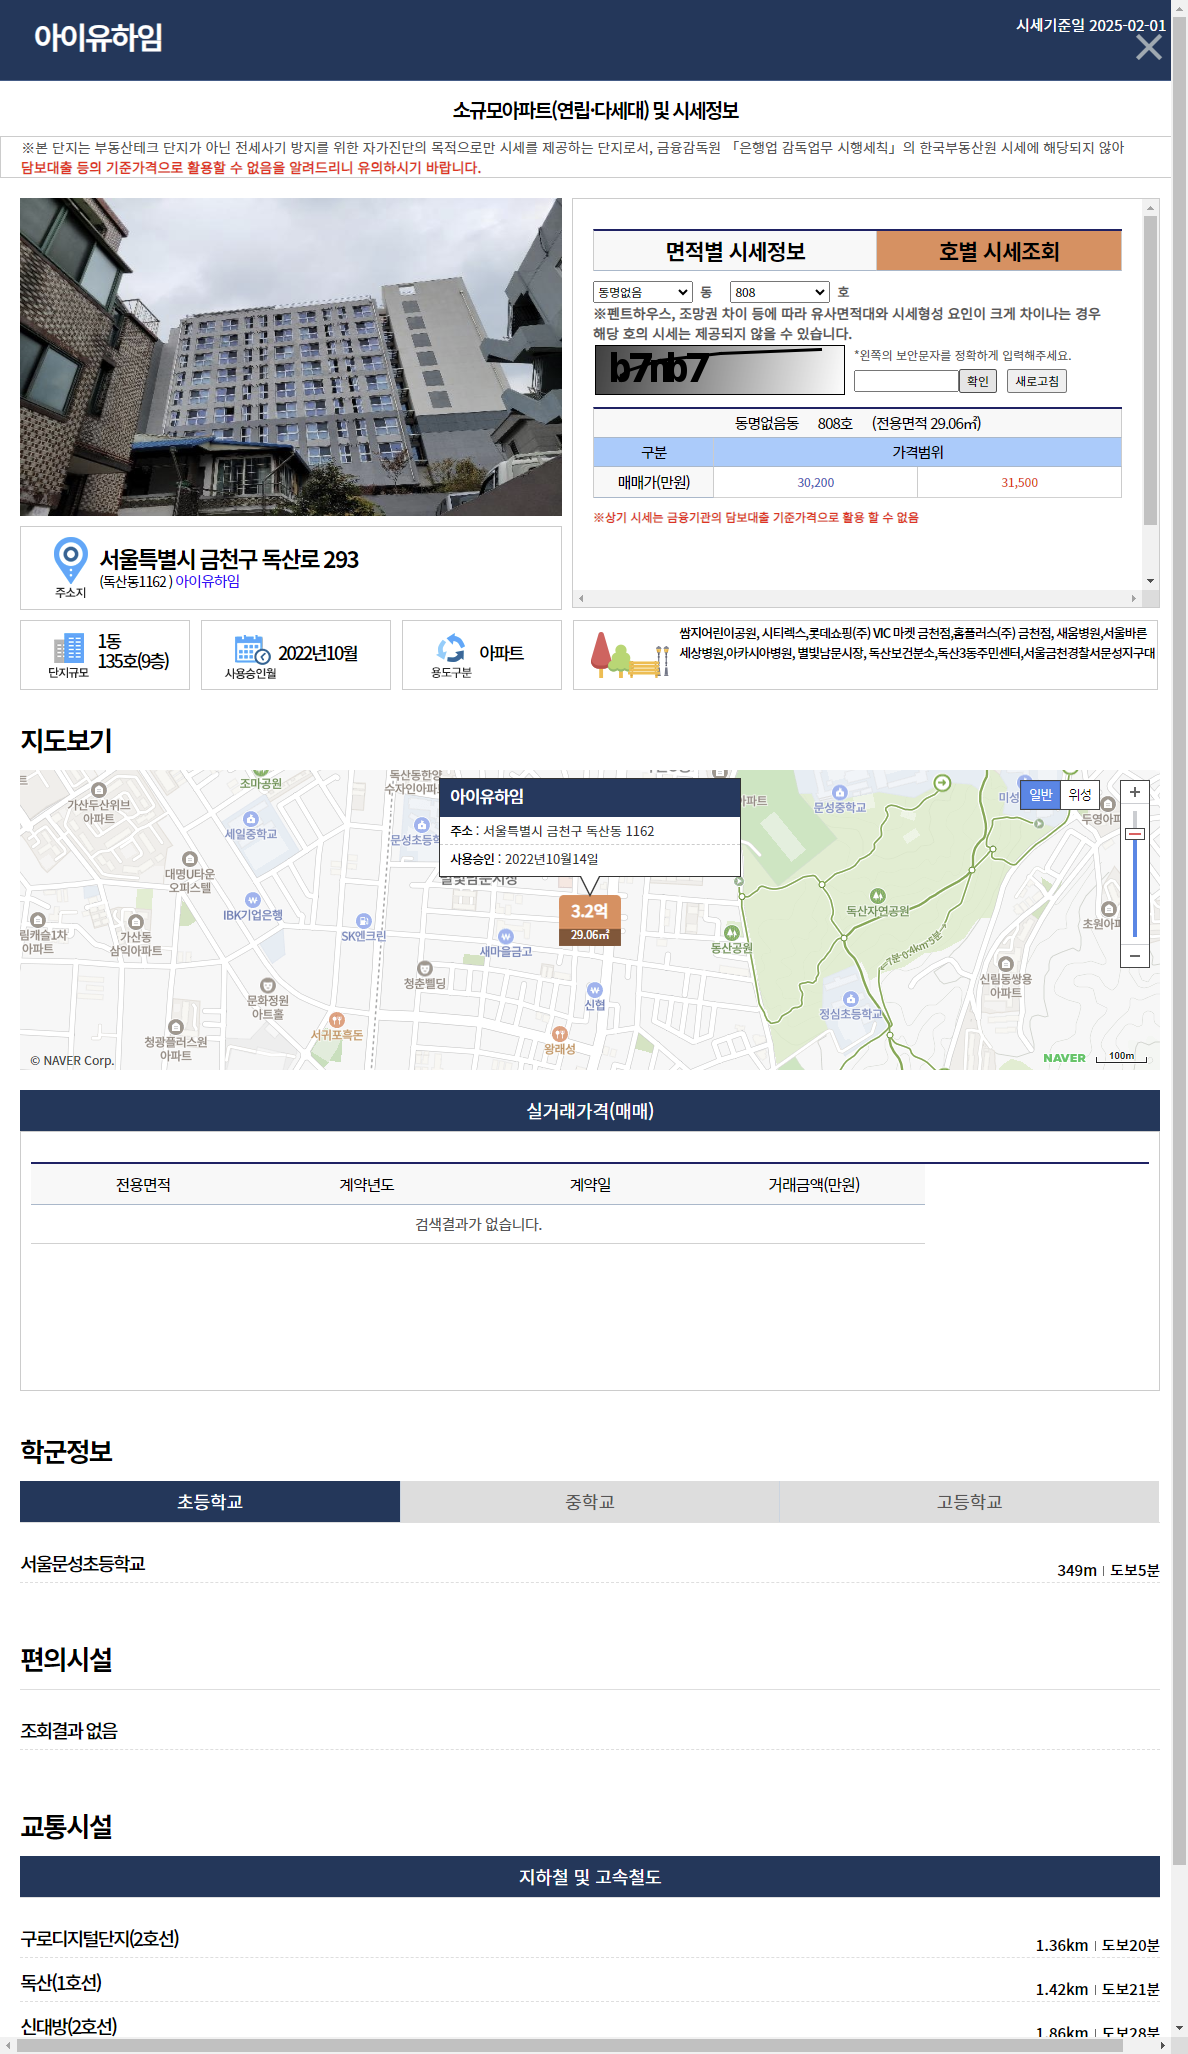 아이유하임
시세기준일 2025-02-01
소규모아파트(연립·다세대) 및 시세정보
※본 단지는 부동산테크 단지가 아닌 전세사기 방지를 위한 자가진단의 목적으로만 시세를 제공하는 단지로서, 금융감독원 「은행업 감독업무 시행세칙」의 한국부동산원 시세에 해당되지 않아
담보대출 등의 기준가격으로 활용할 수 없음을 알려드리니 유의하시기 바랍니다.
면적별 시세정보 호별 시세조회
동명없음 동 808 호
※펜트하우스, 조망권 차이 등에 따라 유사면적대와 시세형성 요인이 크게 차이나는 경우
해당 호의 시세는 제공되지 않을 수 있습니다.
b7nb7
*왼쪽의 보안문자를 정확하게 입력해주세요.
확인 새로고침
동명없음동 808호 (전용면적 29.06㎡)
구분 가격범위
매매가(만원) 30,200 31,500
※상기 시세는 금융기관의 담보대출 기준가격으로 활용 할 수 없음
주소지
서울특별시 금천구 독산로 293
(독산동1162 ) 아이유하임
단지규모
1동
135호(9층)
사용승인월 2022년10월
용도구분 아파트
쌈지어린이공원, 시티렉스,롯데쇼핑(주) VIC 마켓 금천점,홈플러스(주) 금천점, 새움병원,서울바른
세상병원,아카시아병원, 별빛남문시장, 독산보건분소,독산3동주민센터,서울금천경찰서문성지구대
지도보기
가산두산위브
아파트
조마공원
독산동한양
수자인아파
세일중학교
문성초등학
대명U타운
오피스텔
IBK기업은행
SK엔크린
림캐슬1차
아파트
가산동
삼익아파트
새마을금고
청춘삘딩
문화정원
아트홀
신협
청광플러스원
아파트
서귀포흑돈
왕래성
별빛남문시장
아이유하임
주소 : 서울특별시 금천구 독산동 1162
사용승인 : 2022년10월14일
3.2억
29.06㎡
아파트
문성중학교
미성
일반 위성
두영아파
독산자연공원
동산공원
초원아파
7분·0.4km·5분
신림동쌍용
아파트
정심초등학교
© NAVER Corp.
NAVER 100m
실거래가격(매매)
전용면적 계약년도 계약일 거래금액(만원)
검색결과가 없습니다.
학군정보
초등학교 중학교 고등학교
서울문성초등학교 349m | 도보5분
편의시설
조회결과 없음
교통시설
지하철 및 고속철도
구로디지털단지(2호선) 1.36km | 도보20분
독산(1호선) 1.42km | 도보21분
신대방(2호선) 1.86km | 도보28분